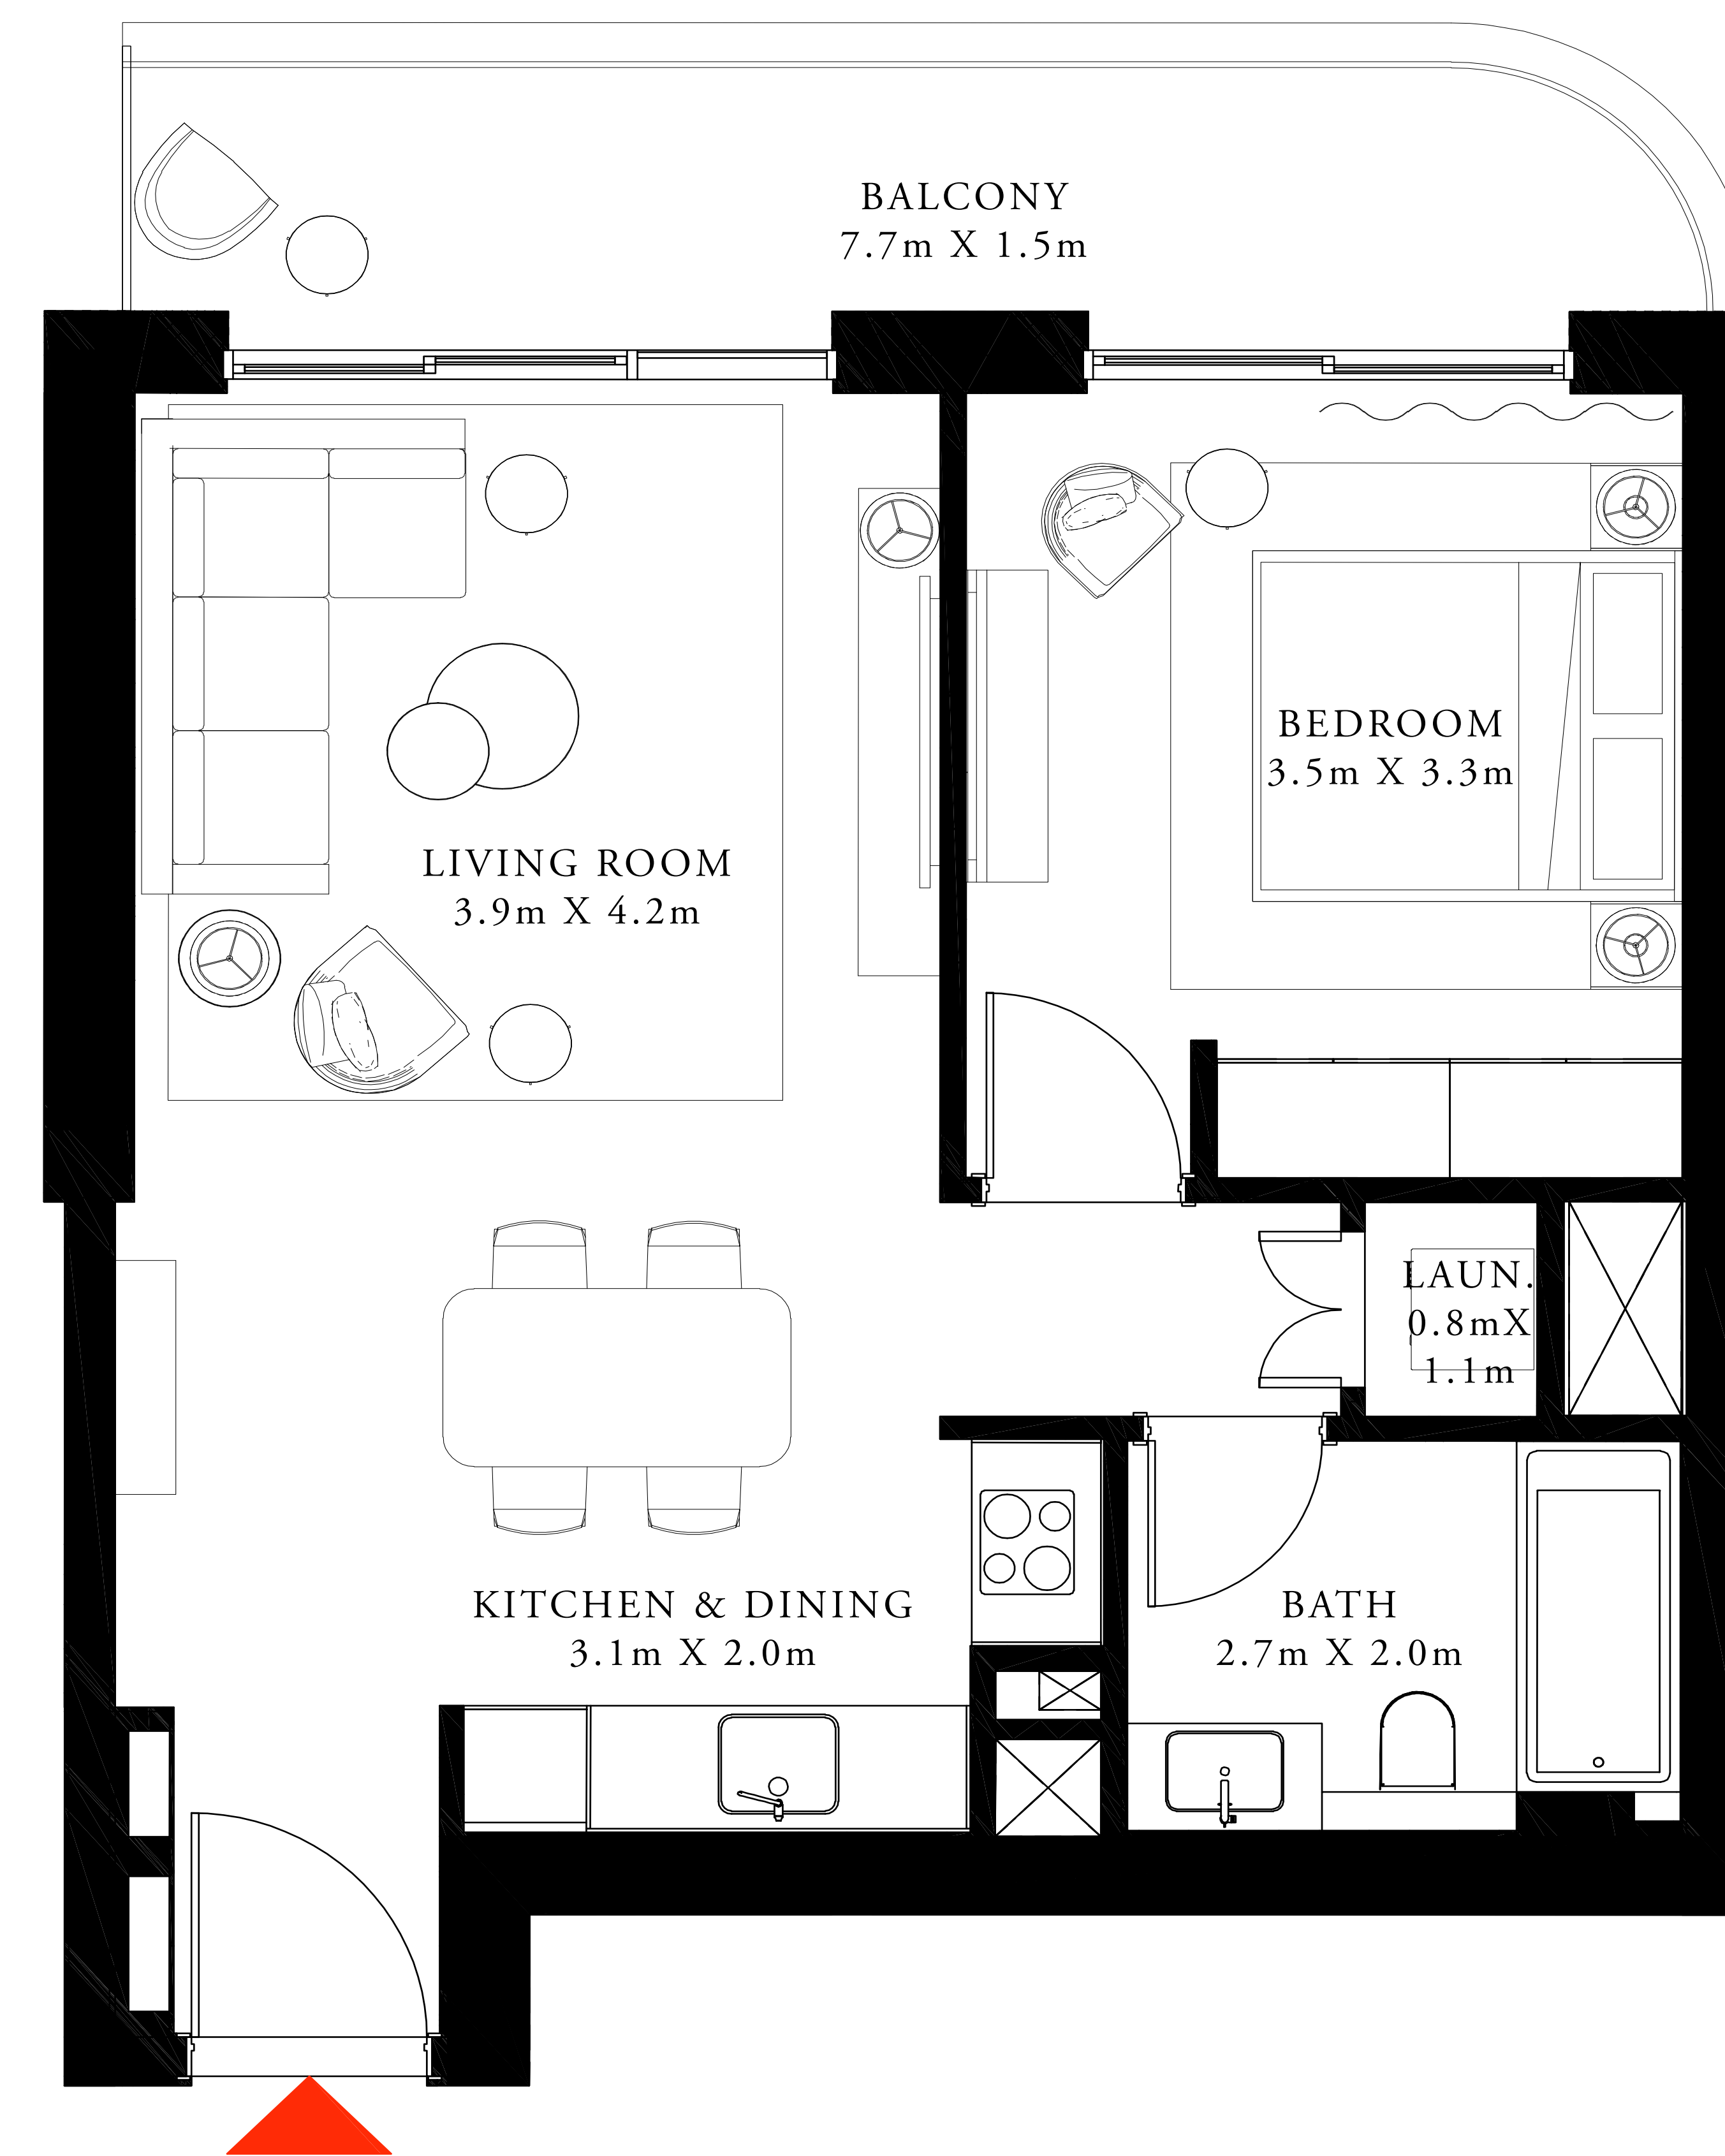 BALCONY
7.7m X 1.5m
BEDROOM
3.5m X 3.3m
LIVING ROOM
3.9m X 4.2m
LAUN.
0.8mX
1.1m
KITCHEN & DINING
3.1m X 2.0m
BATH
2.7m X 2.0m